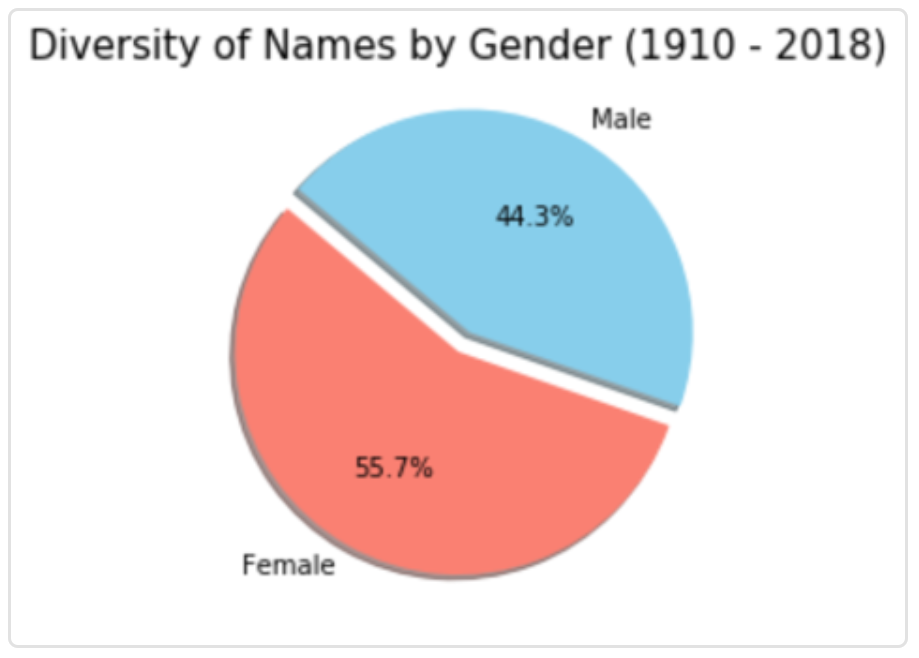 Diversity of Names by Gender (1910 - 2018)
Male
44.3%
55.7%
Female